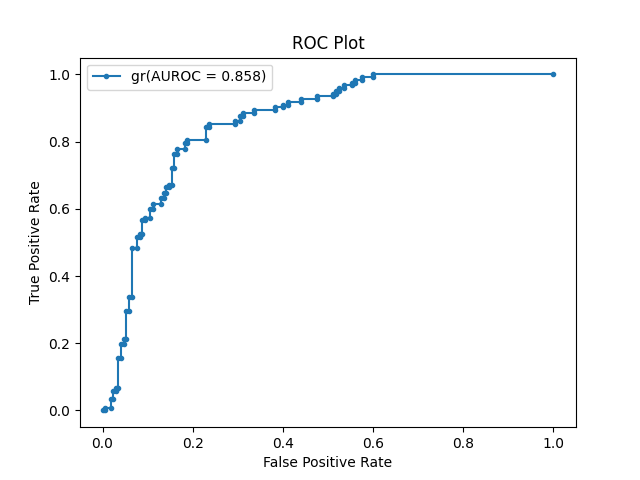 ROC Plot
gr(AUROC = 0.858)
True Positive Rate
1.0
0.8
0.6
0.4
0.2
0.0
0.0 0.2 0.4 0.6 0.8 1.0
False Positive Rate